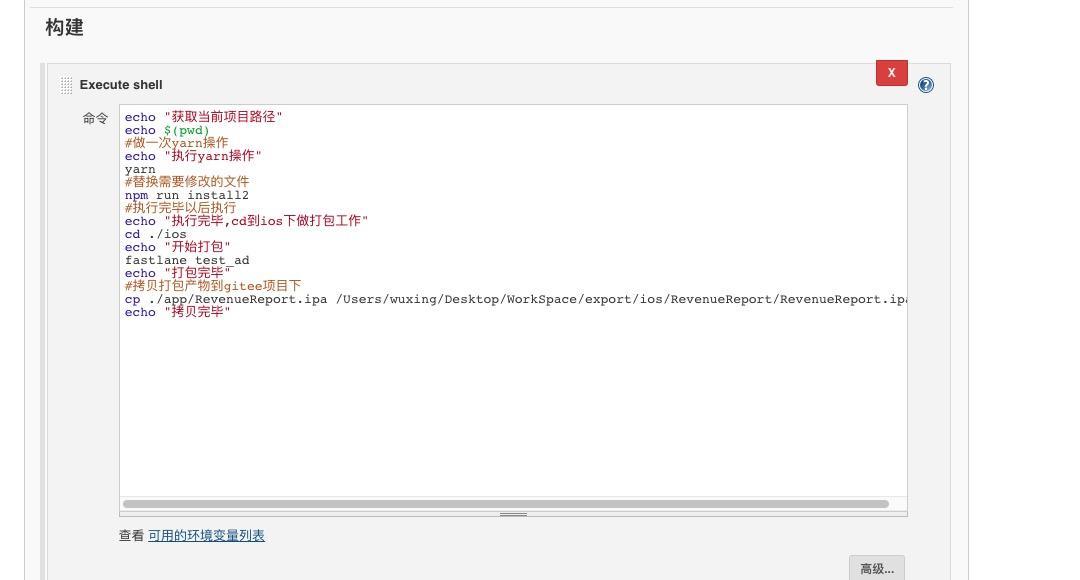 构建
Execute shell
X
?
命令
echo "获取当前项目路径"
echo $(pwd)
#做一次yarn操作
echo "执行yarn操作"
yarn
#替换需要修改的文件
npm run install2
#执行完毕以后执行
echo "执行完毕,cd到ios下做打包工作"
cd ./ios
echo "开始打包"
fastlane test_ad
echo "打包完毕"
#拷贝打包产物到gitee项目下
cp ./app/RevenueReport.ipa /Users/wuxing/Desktop/WorkSpace/export/ios/RevenueReport/RevenueReport.ipa
echo "拷贝完毕"
查看 可用的环境变量列表
高级...